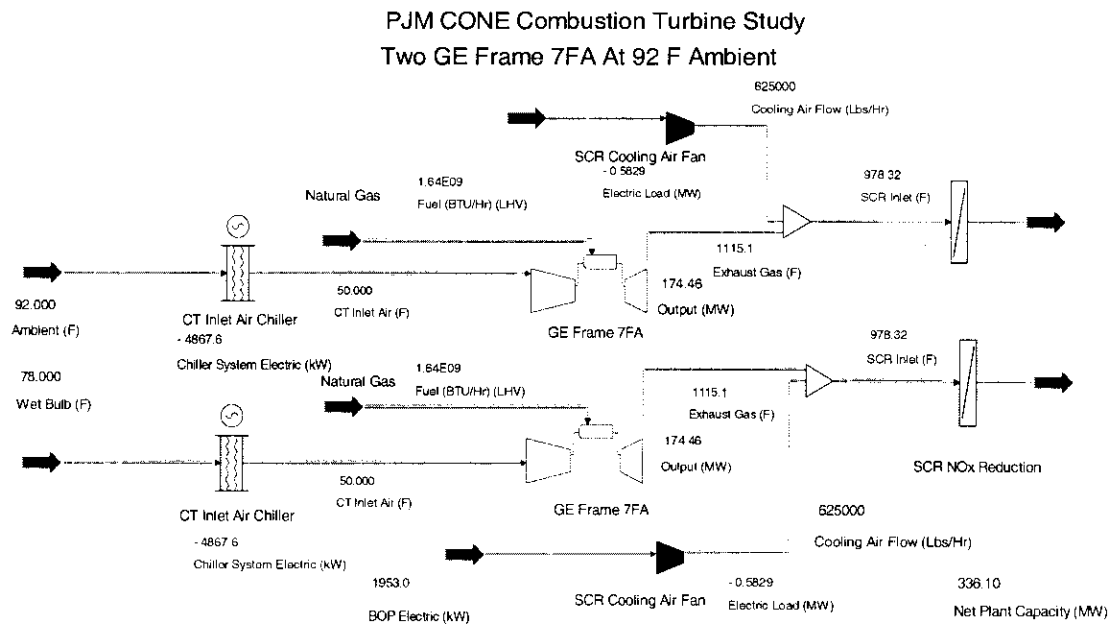 PJM CONE Combustion Turbine Study
Two GE Frame 7FA At 92 F Ambient
625000
Cooling Air Flow (Lbs/Hr)
SCR Cooling Air Fan
- 0.5829
Electric Load (MW)
Natural Gas
1.64E09
Fuel (BTU/Hr) (LHV)
978.32
SCR Inlet (F)
1115.1
Exhaust Gas (F)
92.000
Ambient (F)
CT Inlet Air Chiller
- 4867.6
Chiller System Electric (kW)
50.000
CT Inlet Air (F)
GE Frame 7FA
174.46
Output (MW)
78.000
Wet Bulb (F)
Natural Gas
1.64E09
Fuel (BTU/Hr) (LHV)
978.32
SCR Inlet (F)
1115.1
Exhaust Gas (F)
174.46
Output (MW)
SCR NOx Reduction
50.000
CT Inlet Air (F)
CT Inlet Air Chiller
GE Frame 7FA
- 4867.6
Chiller System Electric (kW)
625000
Cooling Air Flow (Lbs/Hr)
1953.0
BOP Electric (kW)
SCR Cooling Air Fan
- 0.5829
Electric Load (MW)
336.10
Net Plant Capacity (MW)